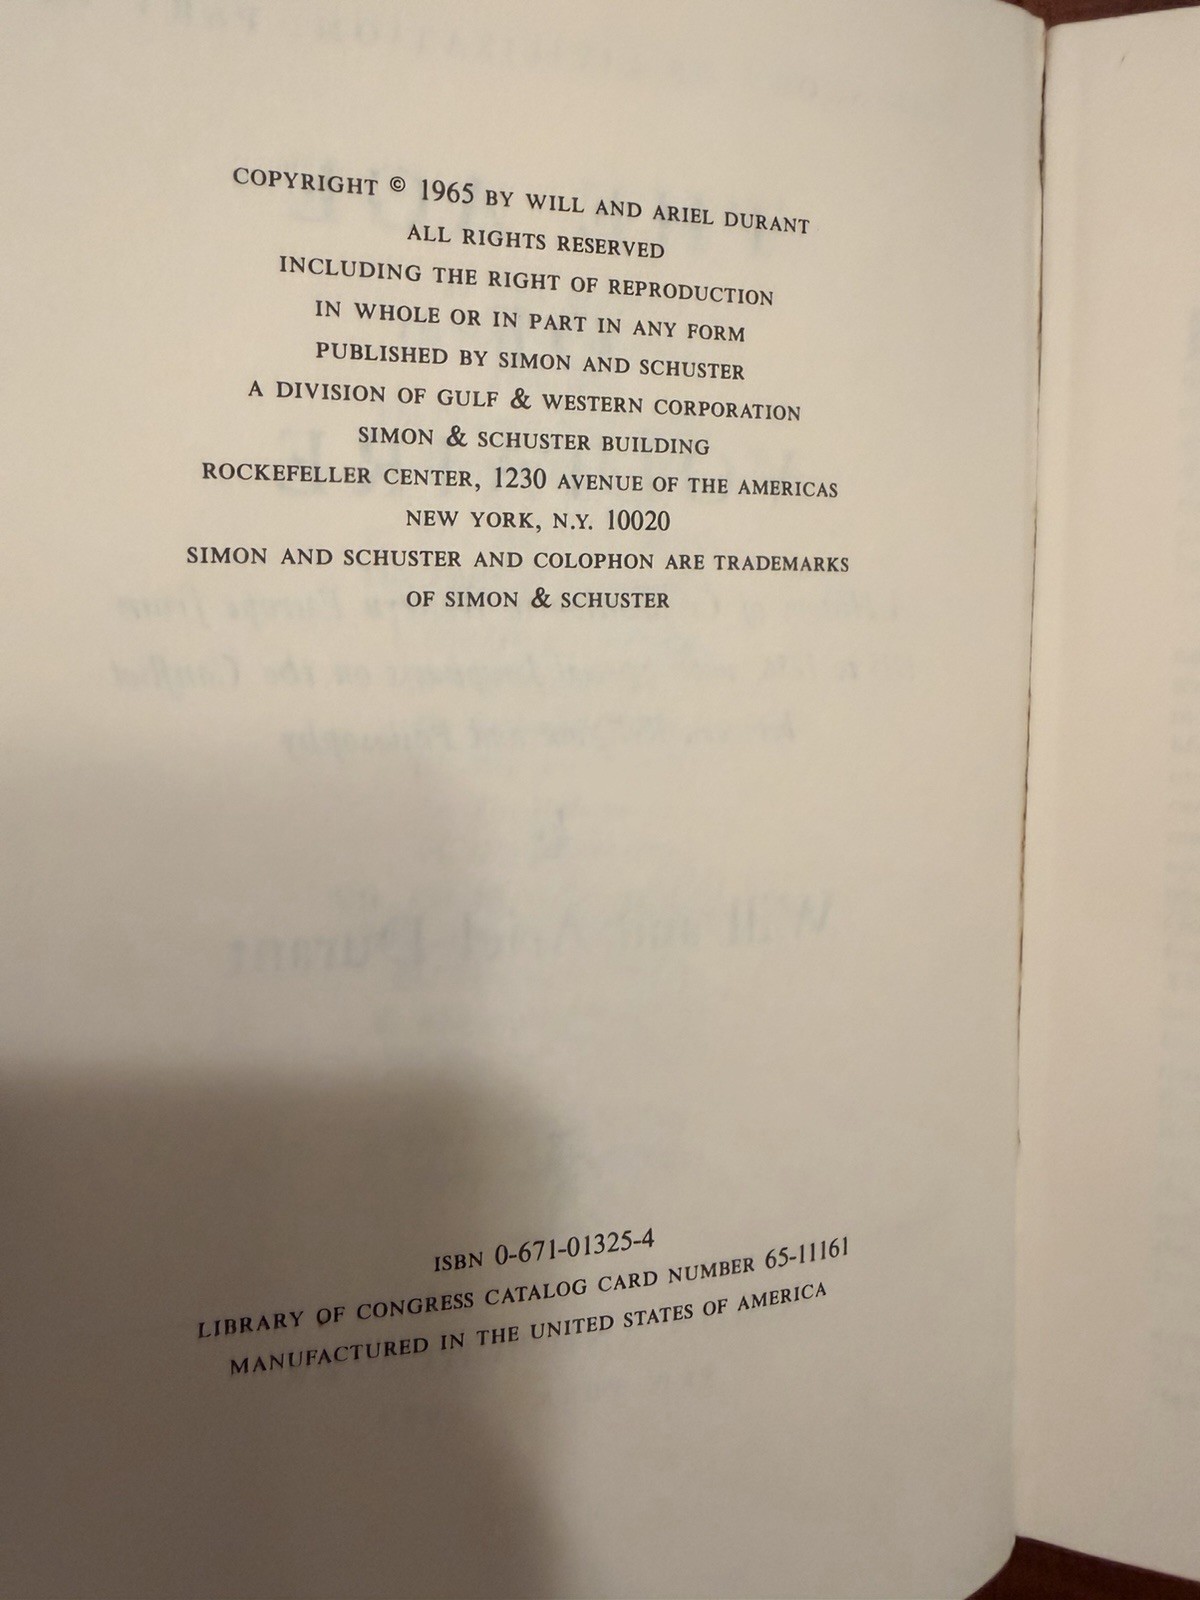 COPYRIGHT © 1965 BY WILL AND ARIEL DURANT
ALL RIGHTS RESERVED
INCLUDING THE RIGHT OF REPRODUCTION
IN WHOLE OR IN PART IN ANY FORM
PUBLISHED BY SIMON AND SCHUSTER
A DIVISION OF GULF & WESTERN CORPORATION
SIMON & SCHUSTER BUILDING
ROCKEFELLER CENTER, 1230 AVENUE OF THE AMERICAS
NEW YORK, N.Y. 10020
SIMON AND SCHUSTER AND COLOPHON ARE TRADEMARKS
OF SIMON & SCHUSTER
ISBN 0-671-01325-4
LIBRARY OF CONGRESS CATALOG CARD NUMBER 65-11161
MANUFACTURED IN THE UNITED STATES OF AMERICA